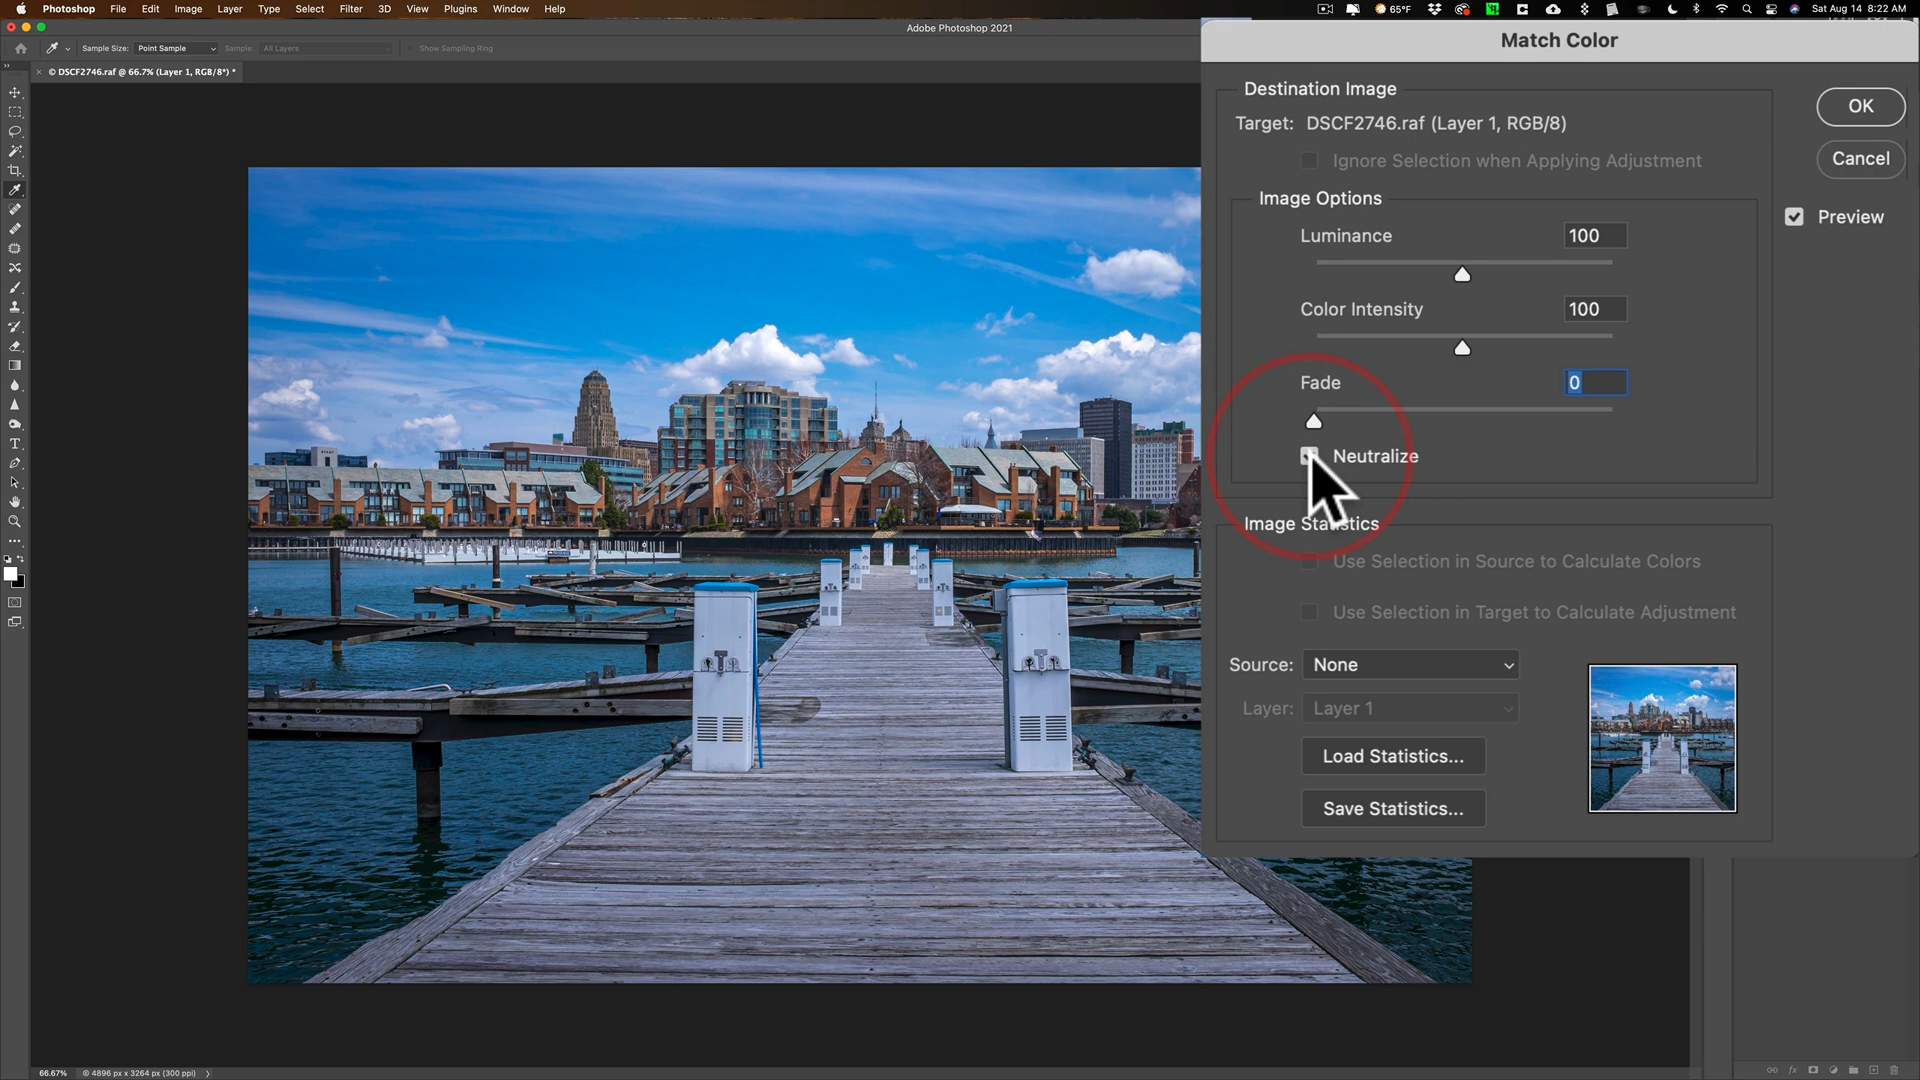 Photoshop File Edit Image Layer Type Select Filter 3D View Plugins Window Help 65°F Sat Aug 14 8:22 AM
Adobe Photoshop 2021
Sample Size: Point Sample Sample: All Layers Show Sampling Ring
© DSCF2746.raf @ 66.7% (Layer 1, RGB/8*) *
Match Color
Destination Image
Target: DSCF2746.raf (Layer 1, RGB/8)
Ignore Selection when Applying Adjustment
OK
Cancel
Preview
Image Options
Luminance 100
Color Intensity 100
Fade 0
Neutralize
Image Statistics
Use Selection in Source to Calculate Colors
Use Selection in Target to Calculate Adjustment
Source: None
Layer: Layer 1
Load Statistics...
Save Statistics...
66.67% 4896 px x 3264 px (300 ppi)
fx